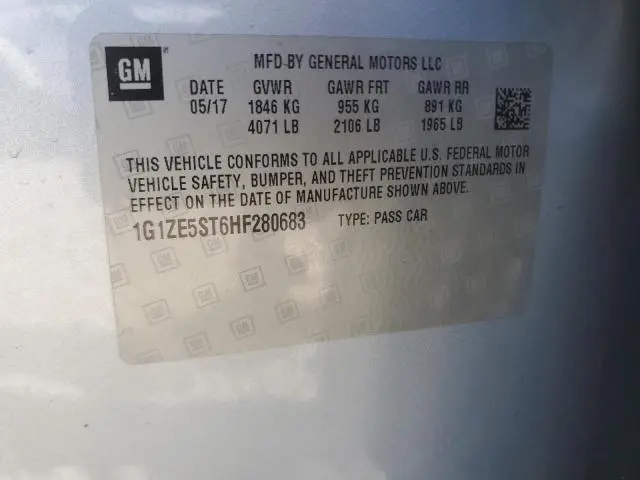 GM
MFD BY GENERAL MOTORS LLC
DATE GVWR GAWR FRT GAWR RR
05/17 1846 KG 955 KG 891 KG
4071 LB 2106 LB 1965 LB
THIS VEHICLE CONFORMS TO ALL APPLICABLE U.S. FEDERAL MOTOR
VEHICLE SAFETY, BUMPER, AND THEFT PREVENTION STANDARDS IN
EFFECT ON THE DATE OF MANUFACTURE SHOWN ABOVE.
1G1ZE5ST6HF280683 TYPE: PASS CAR